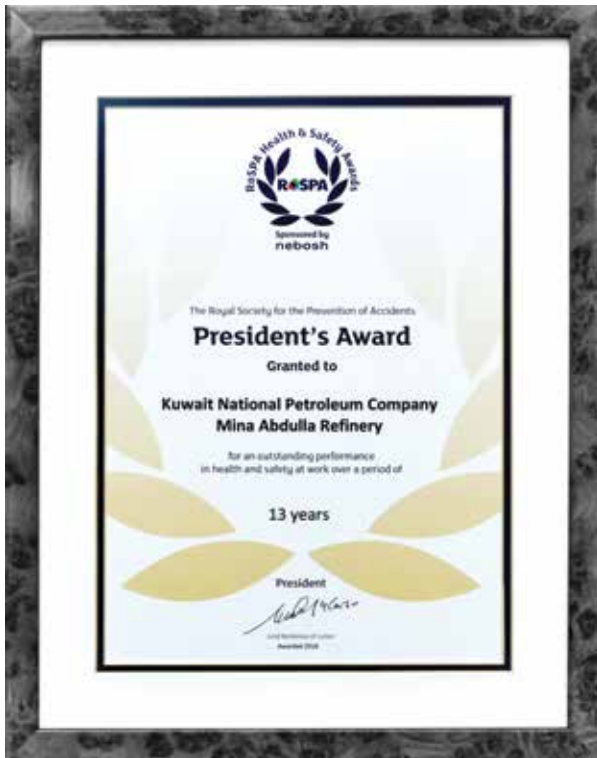 RoSPA Health & Safety Awards
RoSPA
Sponsored by
nebosh
The Royal Society for the Prevention of Accidents
President's Award
Granted to
Kuwait National Petroleum Company
Mina Abdulla Refinery
for an outstanding performance
in health and safety at work over a period of
13 years
President
Awarded 2016